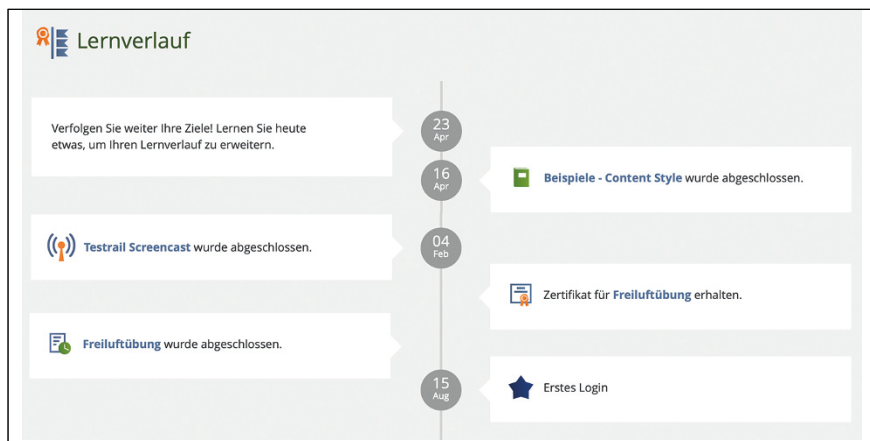 Lernverlauf
Verfolgen Sie weiter Ihre Ziele! Lernen Sie heute
etwas, um Ihren Lernverlauf zu erweitern.
23
Apr
16
Apr
Beispiele - Content Style wurde abgeschlossen.
Testrail Screencast wurde abgeschlossen.
04
Feb
Zertifikat für Freiluftübung erhalten.
Freiluftübung wurde abgeschlossen.
15
Aug
Erstes Login